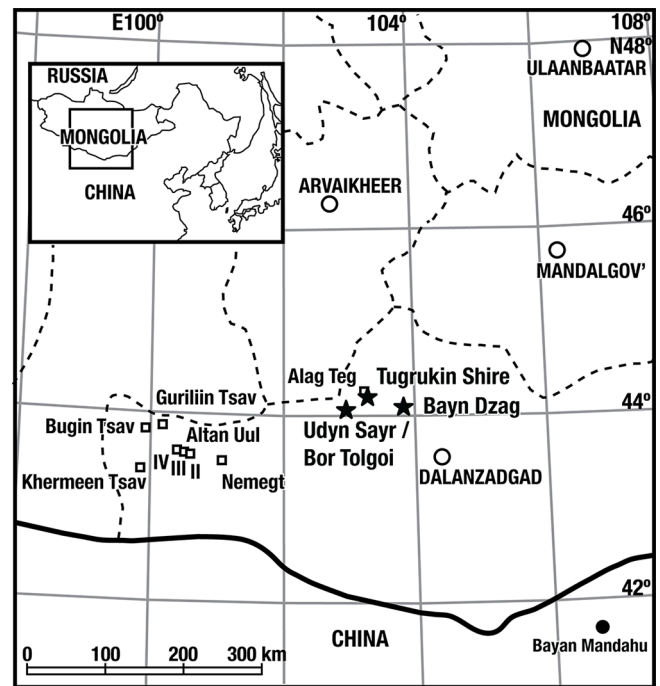 E100º
104º
108º
N48º
ULAANBAATAR
RUSSIA
MONGOLIA
CHINA
MONGOLIA
ARVAIKHEER
46º
MANDALGOV’
Alag Teg
Tugrukin Shire
Guriliin Tsav
44º
Bayn Dzag
Bugin Tsav
Altan Uul
Udyn Sayr /
Bor Tolgoi
IV
III
II
Khermeen Tsav
Nemegt
DALANZADGAD
42º
CHINA
Bayan Mandahu
0 100 200 300 km